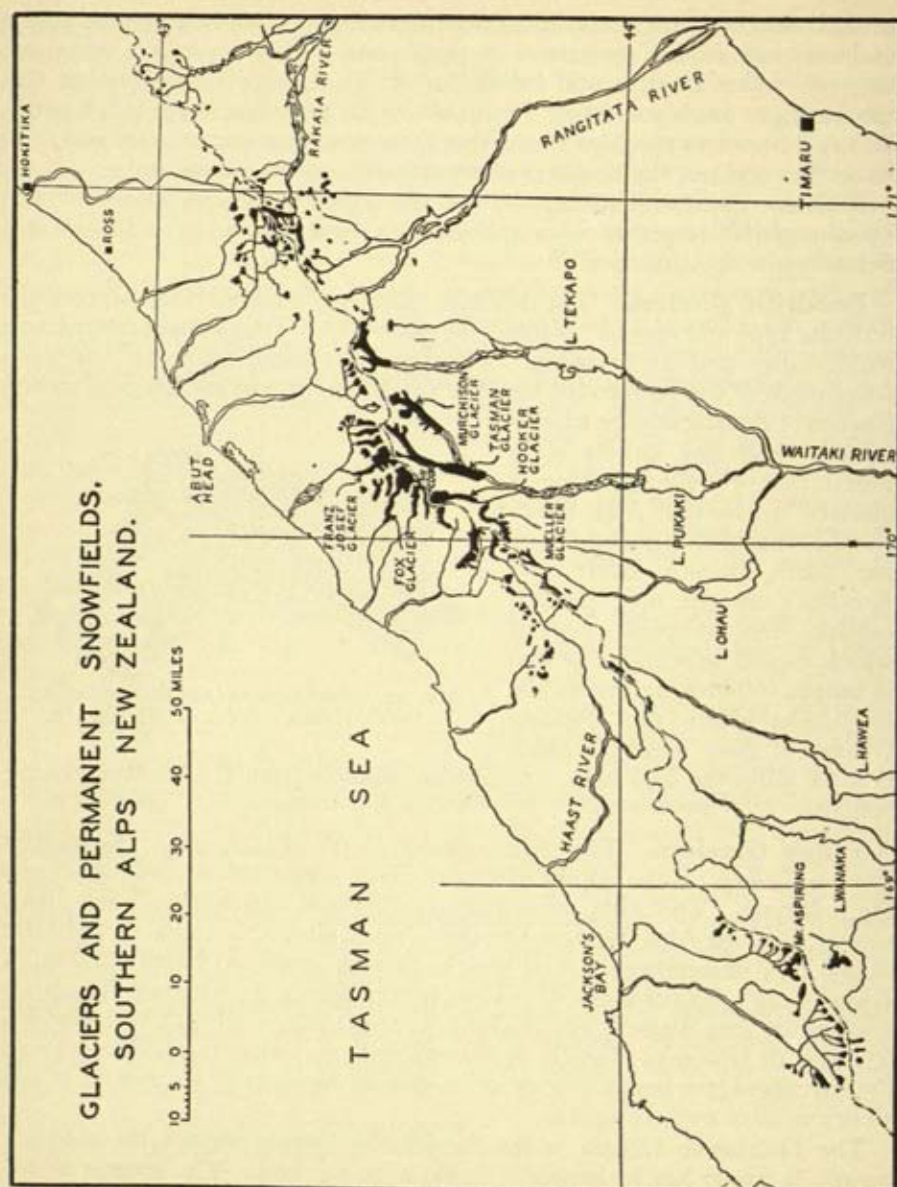 GLACIERS AND PERMANENT SNOWFIELDS,
SOUTHERN ALPS NEW ZEALAND.
10 5 0 10 20 30 40 50 MILES
TASMAN SEA
HOKITIKA
ROSS
43°
RAKAIA RIVER
ABUT
HEAD
FRANZ
JOSEF
GLACIER
FOX
GLACIER
MURCHISON
GLACIER
TASMAN
GLACIER
HOOKER
GLACIER
MUELLER
GLACIER
RANGITATA RIVER
44°
L. TEKAPO
TIMARU
L. PUKAKI
WAITAKI RIVER
L. OHAU
HAAST RIVER
JACKSON'S
BAY
L. HAWEA
MT ASPIRING
L. WANAKA
169°
170°
171°